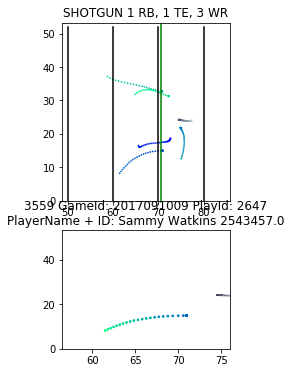 SHOTGUN 1 RB, 1 TE, 3 WR
50
40
30
20
10
0
50 60 70 80
3559 GameId: 2017091009 PlayId: 2647
PlayerName + ID: Sammy Watkins 2543457.0
40
20
0
60 65 70 75